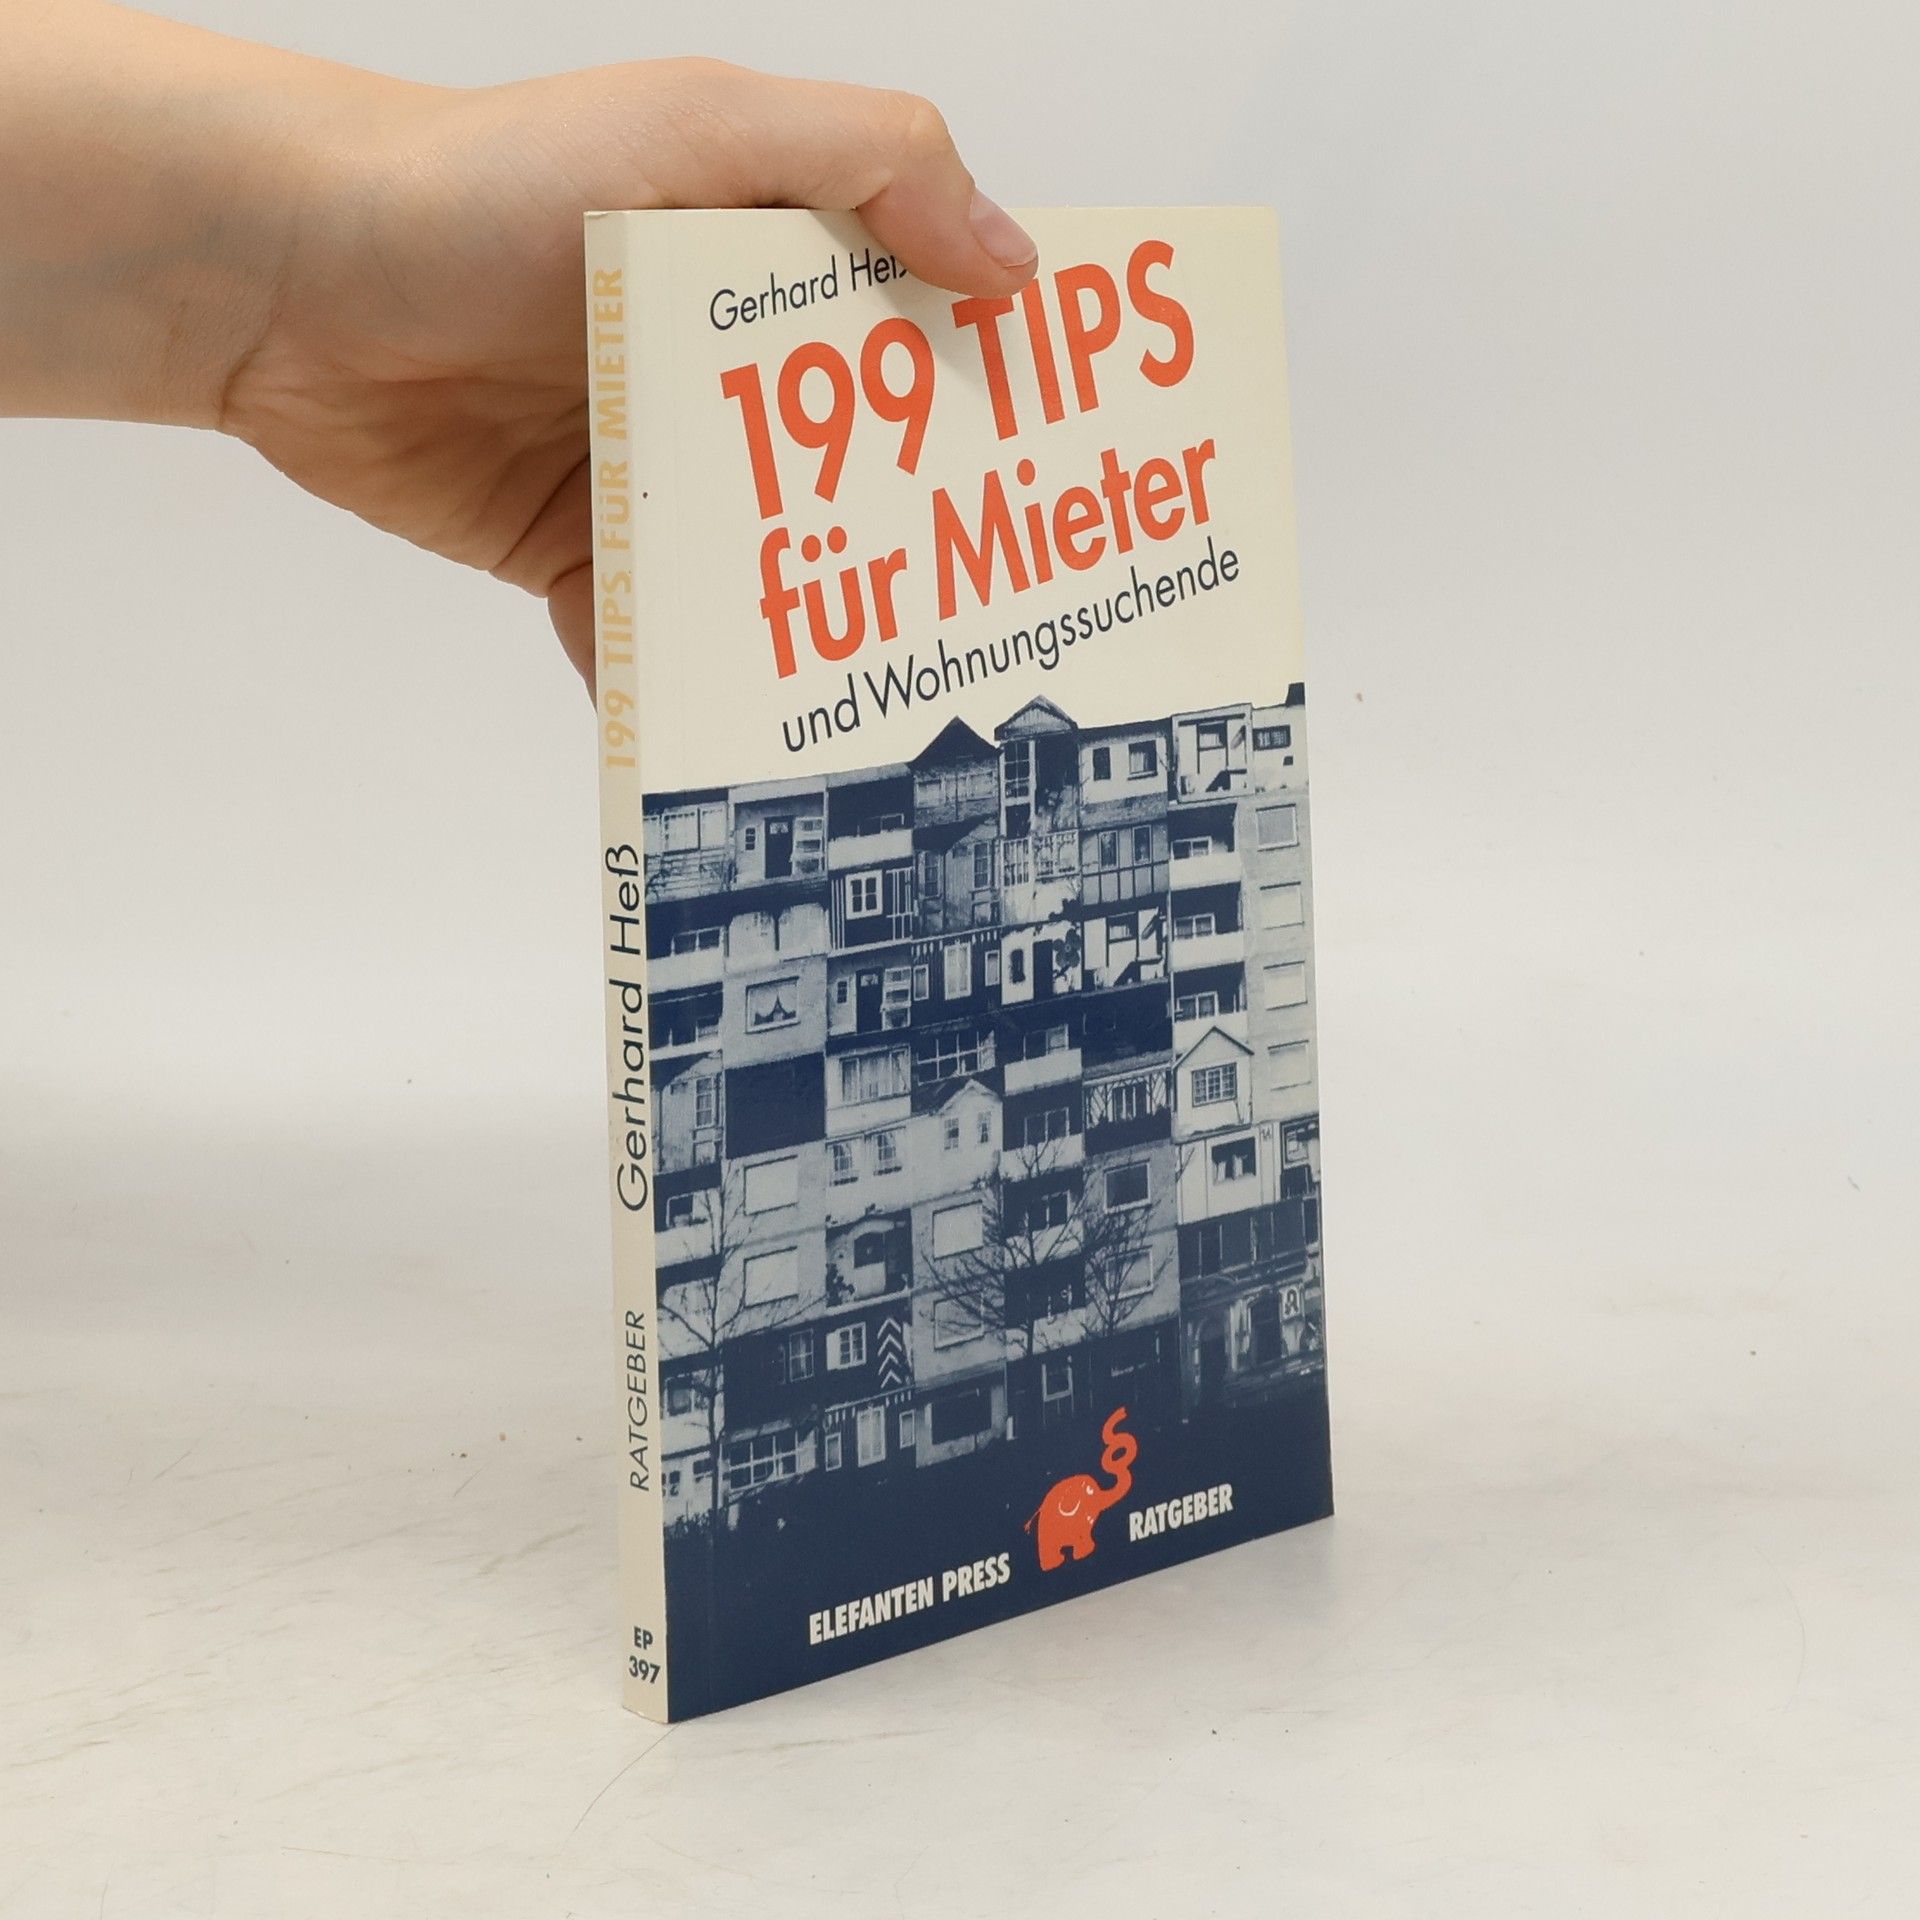 Gerhard Heß
199 TIPS
für Mieter
und Wohnungssuchende
ELEFANTEN PRESS
RATGEBER
199 TIPS FÜR MIETER
Gerhard Heß
RATGEBER
EP
397